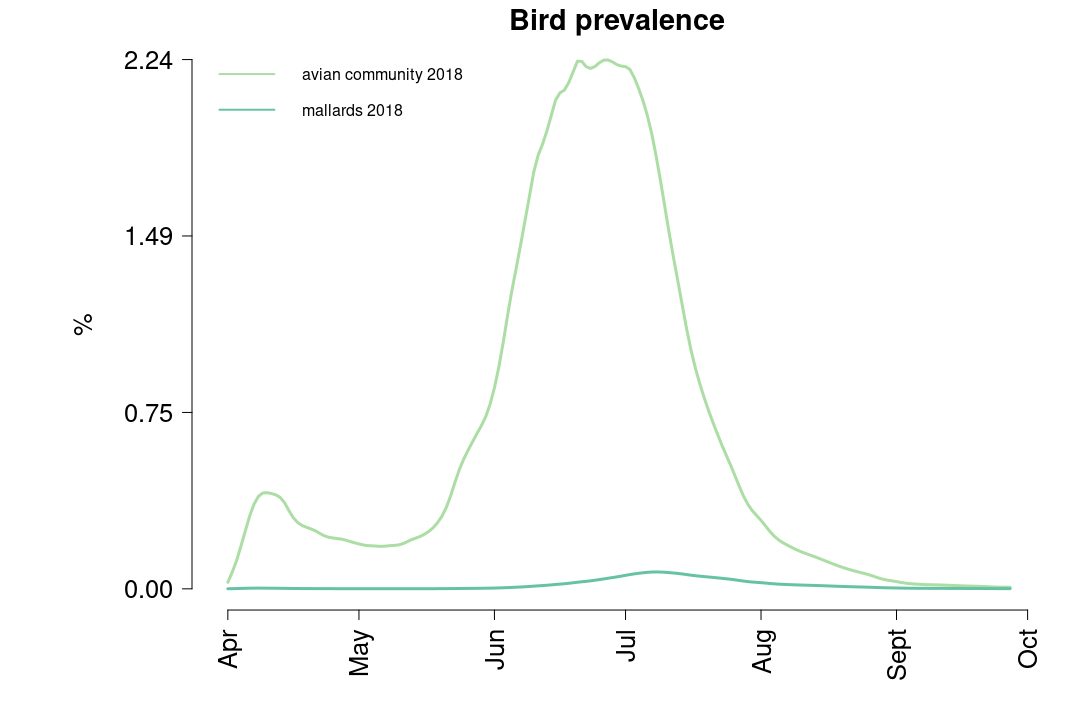 Bird prevalence
avian community 2018
mallards 2018
2.24
1.49
0.75
0.00
%
Apr
May
Jun
Jul
Aug
Sept
Oct